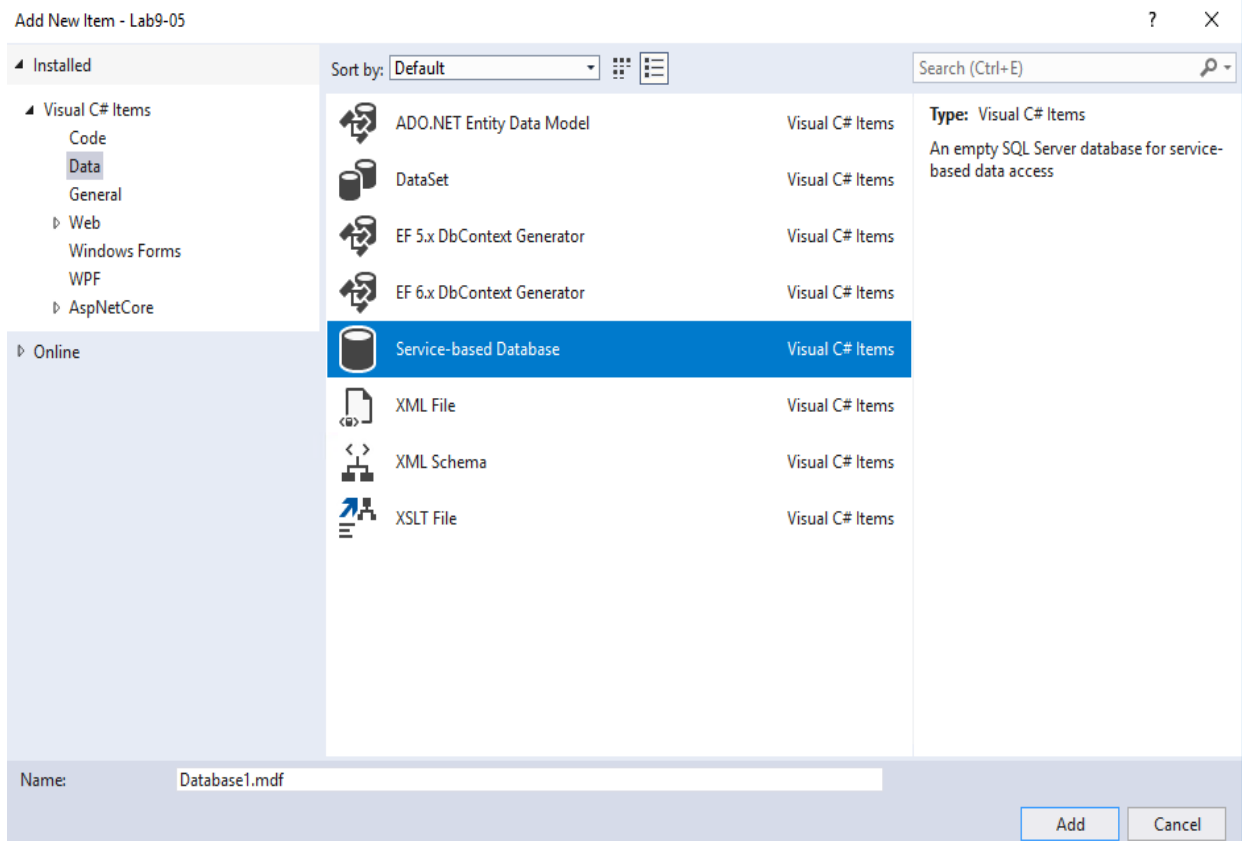 Add New Item - Lab9-05
?
Installed
Sort by: Default
Search (Ctrl+E)
Visual C# Items
Code
Data
General
Web
Windows Forms
WPF
AspNetCore
Online
ADO.NET Entity Data Model Visual C# Items
DataSet Visual C# Items
EF 5.x DbContext Generator Visual C# Items
EF 6.x DbContext Generator Visual C# Items
Service-based Database Visual C# Items
XML File Visual C# Items
XML Schema Visual C# Items
XSLT File Visual C# Items
Type: Visual C# Items
An empty SQL Server database for service-
based data access
Name: Database1.mdf
Add Cancel